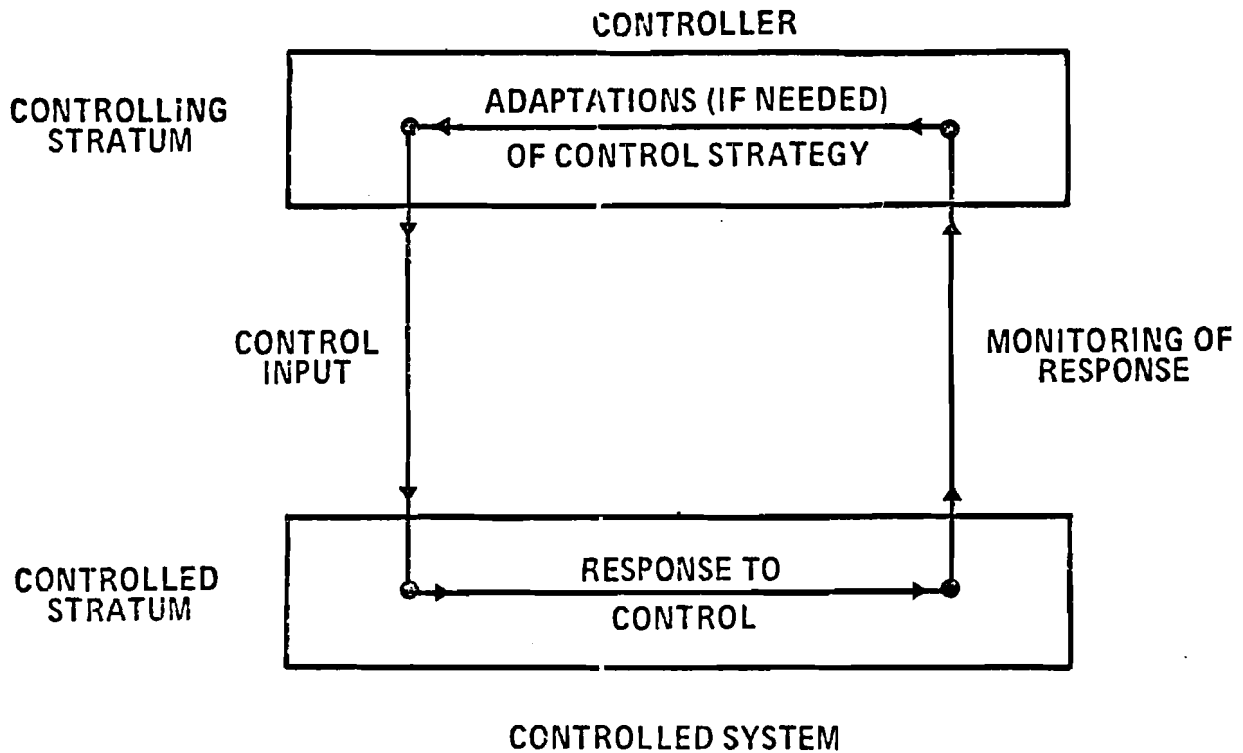 CONTROLLER
CONTROLLING
STRATUM
ADAPTATIONS (IF NEEDED)
OF CONTROL STRATEGY
CONTROL
INPUT
MONITORING OF
RESPONSE
CONTROLLED
STRATUM
RESPONSE TO
CONTROL
CONTROLLED SYSTEM